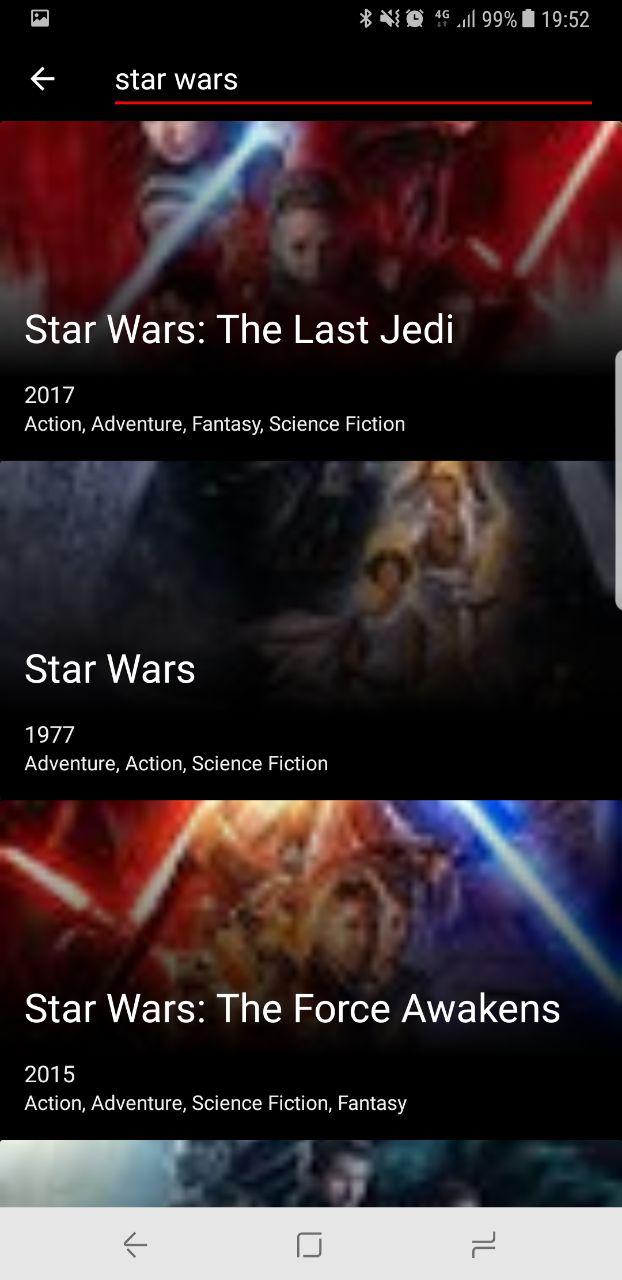 4G 99% 19:52
star wars
Star Wars: The Last Jedi
2017
Action, Adventure, Fantasy, Science Fiction
Star Wars
1977
Adventure, Action, Science Fiction
Star Wars: The Force Awakens
2015
Action, Adventure, Science Fiction, Fantasy